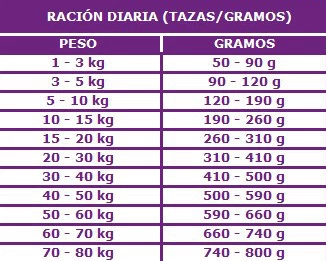 RACIÓN DIARIA (TAZAS/GRAMOS)
PESO GRAMOS
1 - 3 kg 50 - 90 g
3 - 5 kg 90 - 120 g
5 - 10 kg 120 - 190 g
10 - 15 kg 190 - 260 g
15 - 20 kg 260 - 310 g
20 - 30 kg 310 - 410 g
30 - 40 kg 410 - 500 g
40 - 50 kg 500 - 590 g
50 - 60 kg 590 - 660 g
60 - 70 kg 660 - 740 g
70 - 80 kg 740 - 800 g